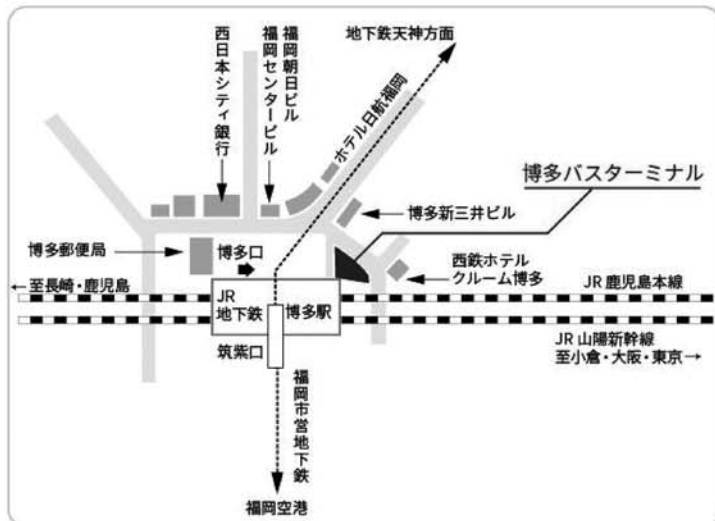 地下鉄天神方面
西日本シティ銀行
福岡センタービル
福岡朝日ビル
ホテル日航福岡
博多バスターミナル
博多新三井ビル
博多郵便局
博多口
西鉄ホテル
クルーム博多
←至長崎・鹿児島
JR
地下鉄
博多駅
JR 鹿児島本線
筑紫口
JR 山陽新幹線
至小倉・大阪・東京→
福岡市営地下鉄
福岡空港